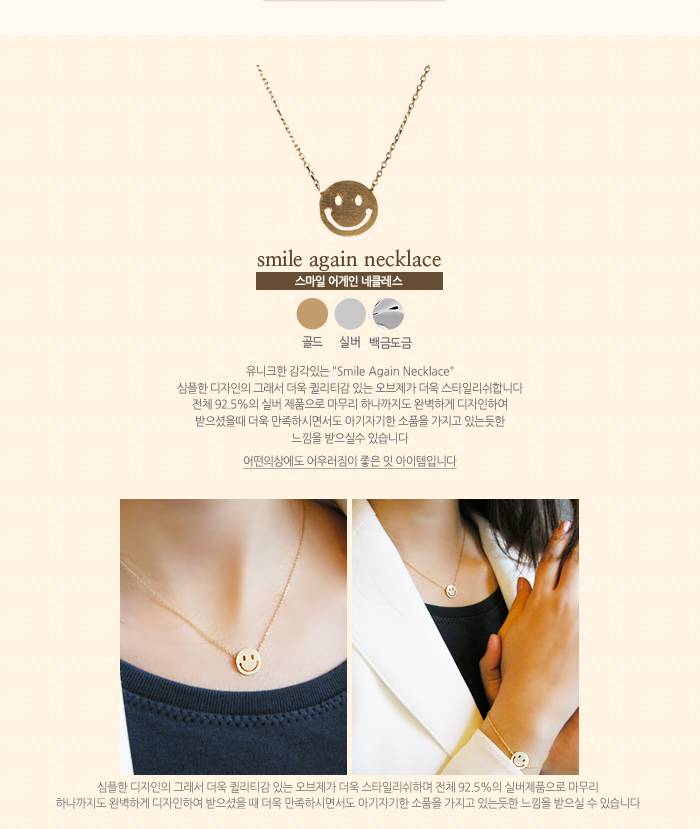 smile again necklace
스마일 어게인 네클레스
골드 실버 백금도금
유니크한 감각있는 "Smile Again Necklace"
심플한 디자인의 그래서 더욱 퀄리티감 있는 오브제가 더욱 스타일리쉬합니다
전체 92.5%의 실버 제품으로 마무리 하나까지도 완벽하게 디자인하여
받으셨을때 더욱 만족하시면서도 아기자기한 소품을 가지고 있는듯한
느낌을 받으실수 있습니다
어떤의상에도 어우러짐이 좋은 잇 아이템입니다
심플한 디자인의 그래서 더욱 퀄리티감 있는 오브제가 더욱 스타일리쉬하며 전체 92.5%의 실버제품으로 마무리
하나까지도 완벽하게 디자인하여 받으셨을 때 더욱 만족하시면서도 아기자기한 소품을 가지고 있는듯한 느낌을 받으실 수 있습니다